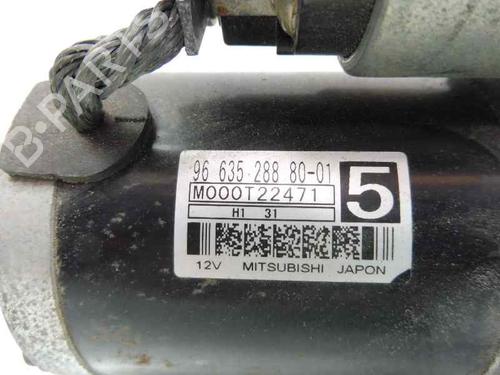 B-PARTS
96 635 288 80-01
M000T22471
5
H1 31
12V MITSUBISHI JAPON